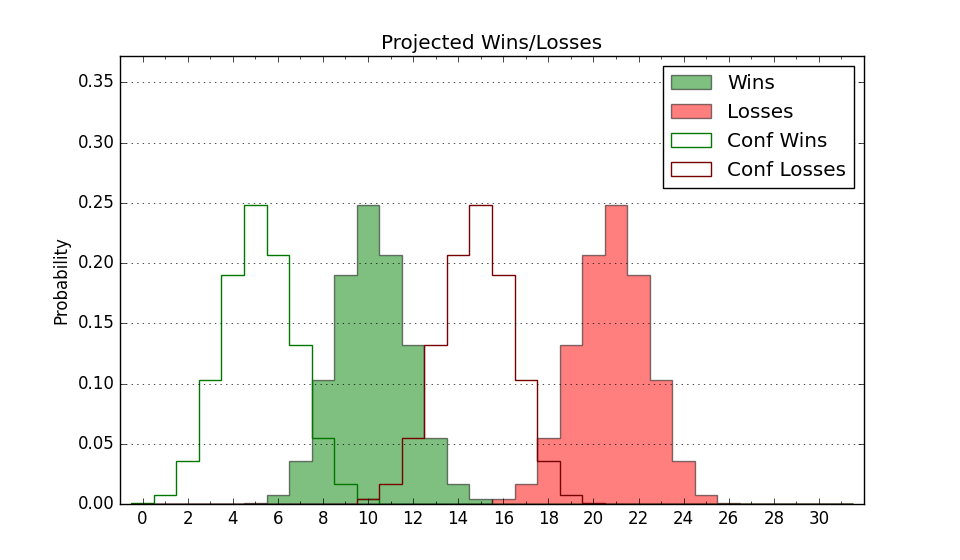 Projected Wins/Losses
Wins
Losses
Conf Wins
Conf Losses
Probability
0.35
0.30
0.25
0.20
0.15
0.10
0.05
0.00
0 2 4 6 8 10 12 14 16 18 20 22 24 26 28 30